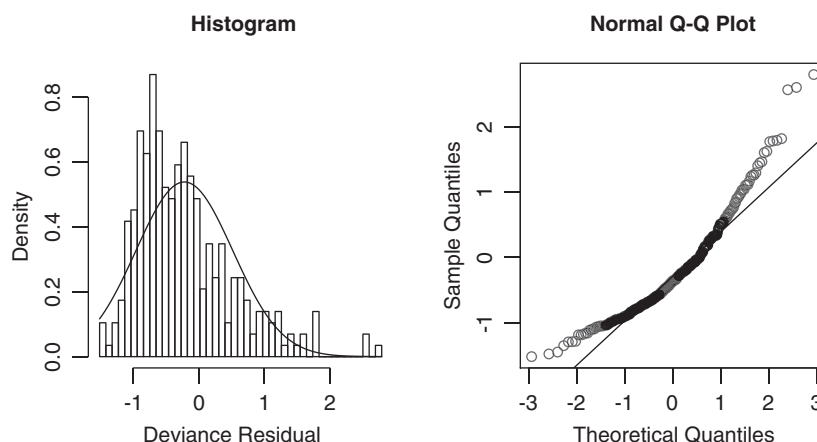 Histogram
Density
0.0 0.2 0.4 0.6 0.8
-1 0 1 2
Deviance Residual
Normal Q-Q Plot
Sample Quantiles
-1 0 1 2
-3 -2 -1 0 1 2 3
Theoretical Quantiles